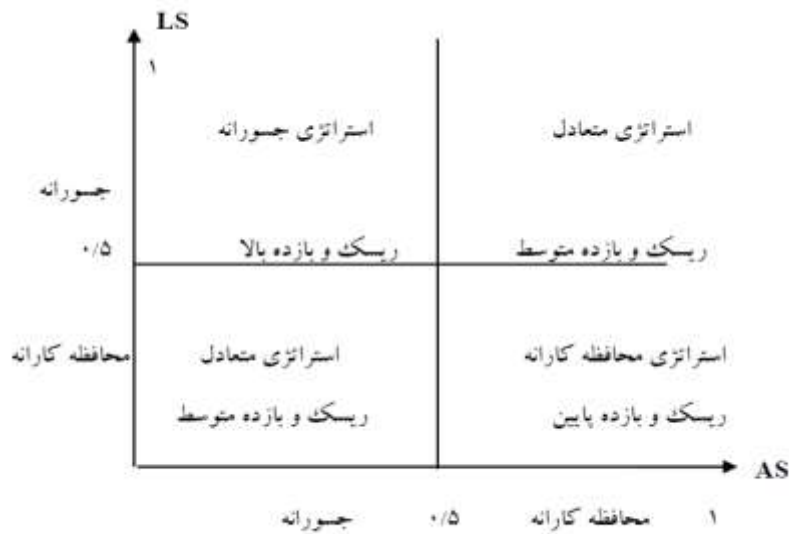 LS
۱
استراتژی جسورانه
استراتژی متعادل
جسورانه
۰/۵
ریسک و بازده بالا
ریسک و بازده متوسط
محافظه کارانه
استراتژی متعادل
استراتژی محافظه کارانه
ریسک و بازده متوسط
ریسک و بازده پایین
AS
جسورانه
۰/۵
محافظه کارانه
۱